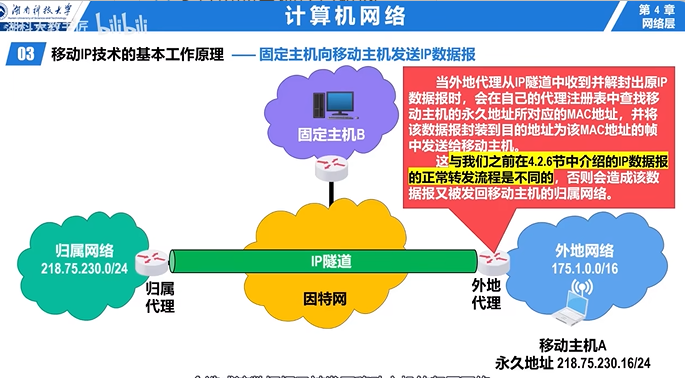 湖南科技大学
计算机网络
第 4 章
网络层
bilibili
03 移动IP技术的基本工作原理 —— 固定主机向移动主机发送IP数据报
当外地代理从IP隧道中收到并解封出原IP
数据报时，会在自己的代理注册表中查找移
动主机的永久地址所对应的MAC地址，并将
该数据报封装到目的地址为该MAC地址的帧
中发送给移动主机。
这与我们之前在4.2.6节中介绍的IP数据报
的正常转发流程是不同的，否则会造成该数
据报又被发回移动主机的归属网络。
固定主机B
归属网络
218.75.230.0/24
IP隧道
外地网络
175.1.0.0/16
归属
代理
因特网
外地
代理
移动主机A
永久地址 218.75.230.16/24